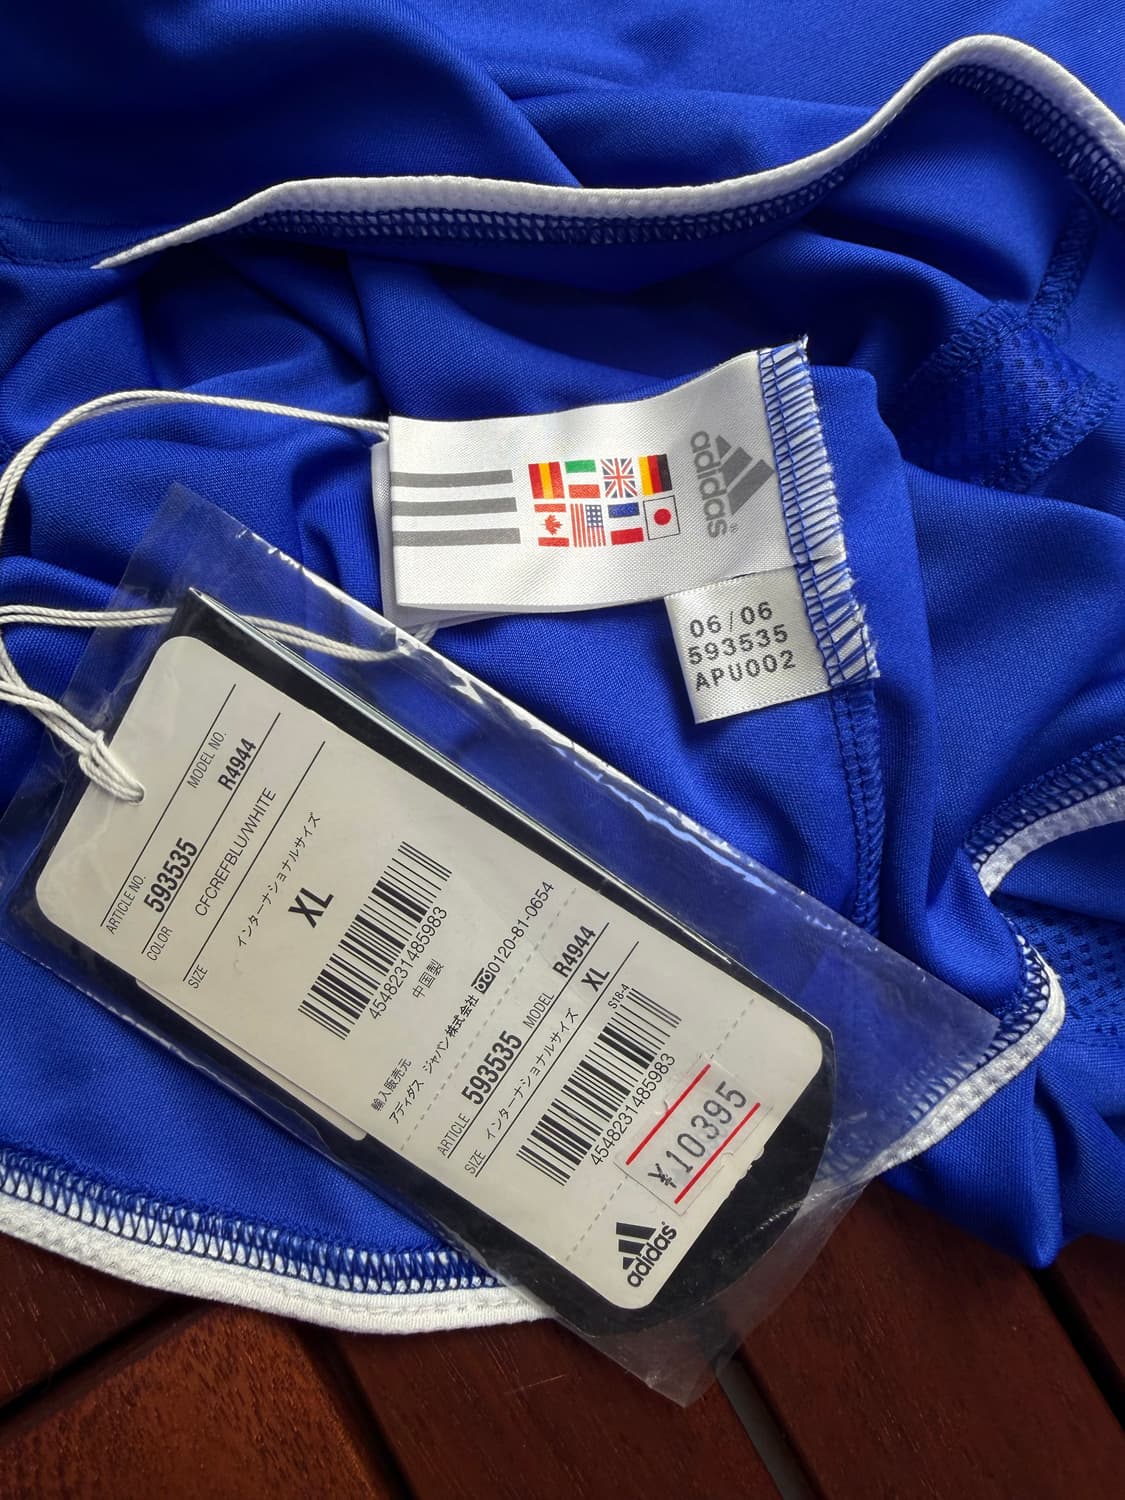 adidas
06/06
593535
APU002
ARTICLE NO. MODEL NO.
593535 R4944
COLOR CFCREFBLU/WHITE
SIZE インターナショナルサイズ
XL
4548231485983
中国製
輸入販売元
アディダス ジャパン株式会社 0120-81-0654
ARTICLE 593535 MODEL R4944
SIZE インターナショナルサイズ XL
S18-4
4548231485983
¥10395
adidas